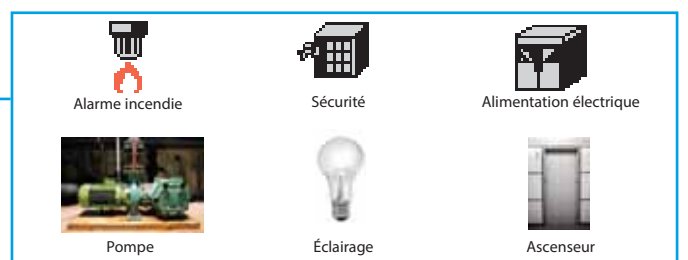 Alarme incendie
Sécurité
Alimentation électrique
Pompe
Éclairage
Ascenseur